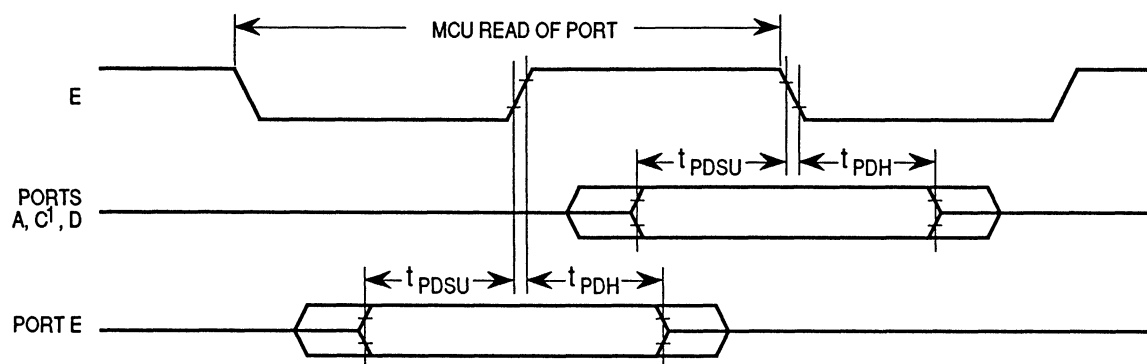 MCU READ OF PORT
E
t PDSU t PDH
PORTS
A, C1, D
t PDSU t PDH
PORT E